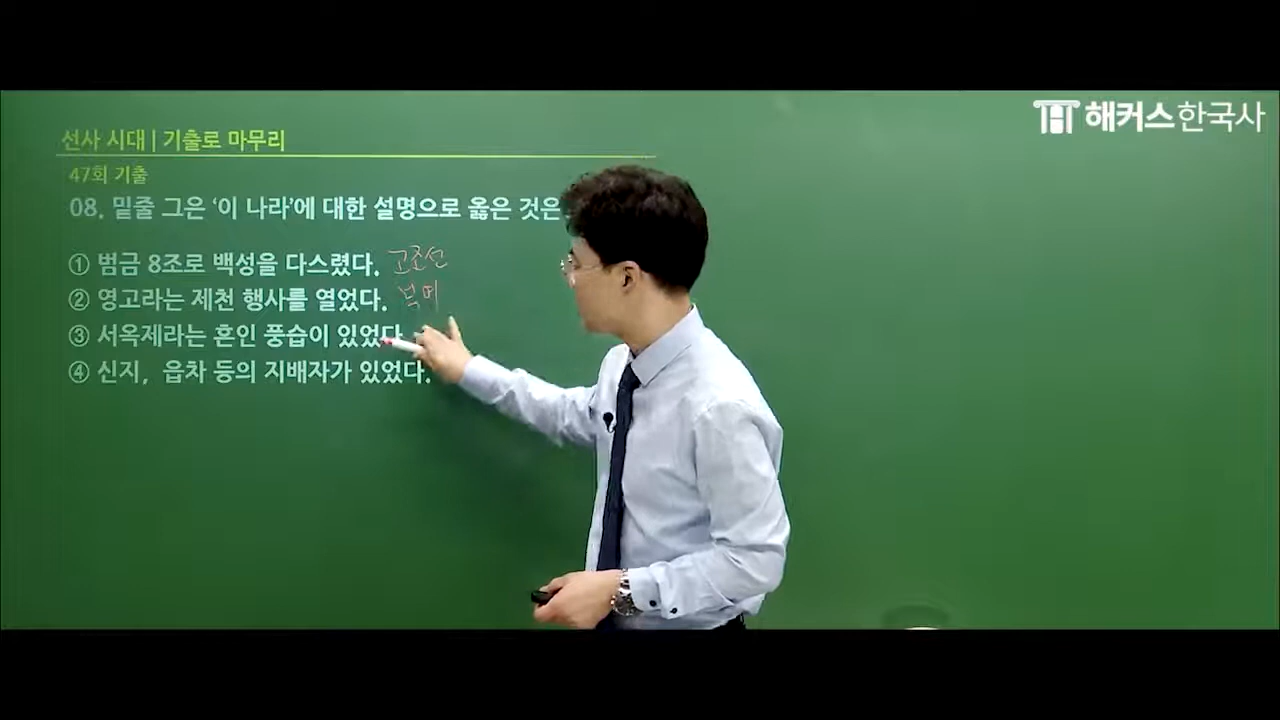 해커스한국사
선사 시대 | 기출로 마무리
47회 기출
08. 밑줄 그은 '이 나라'에 대한 설명으로 옳은 것은
① 범금 8조로 백성을 다스렸다. 고조선
② 영고라는 제천 행사를 열었다.
③ 서옥제라는 혼인 풍습이 있었다
④ 신지, 읍차 등의 지배자가 있었다.